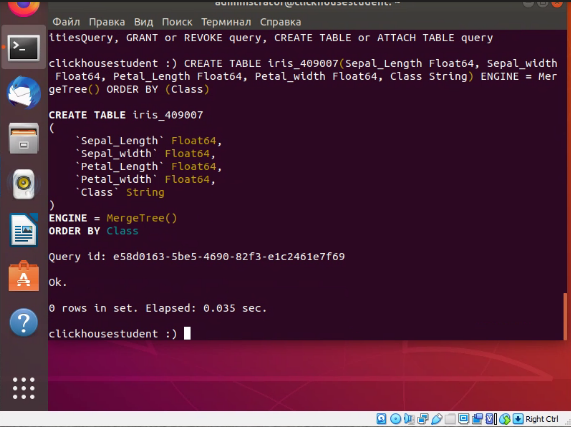 administrator@clickhousestudent: ~
Файл Правка Вид Поиск Терминал Справка
itiesQuery, GRANT or REVOKE query, CREATE TABLE or ATTACH TABLE query
clickhousestudent :) CREATE TABLE iris_409007(Sepal_Length Float64, Sepal_width
Float64, Petal_Length Float64, Petal_width Float64, Class String) ENGINE = Mer
geTree() ORDER BY (Class)
CREATE TABLE iris_409007
(
`Sepal_Length` Float64,
`Sepal_width` Float64,
`Petal_Length` Float64,
`Petal_width` Float64,
`Class` String
)
ENGINE = MergeTree()
ORDER BY Class
Query id: e58d0163-5be5-4690-82f3-e1c2461e7f69
Ok.
0 rows in set. Elapsed: 0.035 sec.
clickhousestudent :)
Right Ctrl